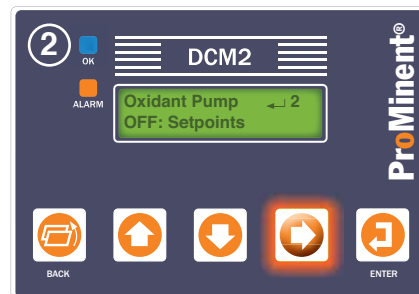 2
OK
DCM2
ALARM
Oxidant Pump ↵ 2
OFF: Setpoints
ProMinent®
BACK
ENTER